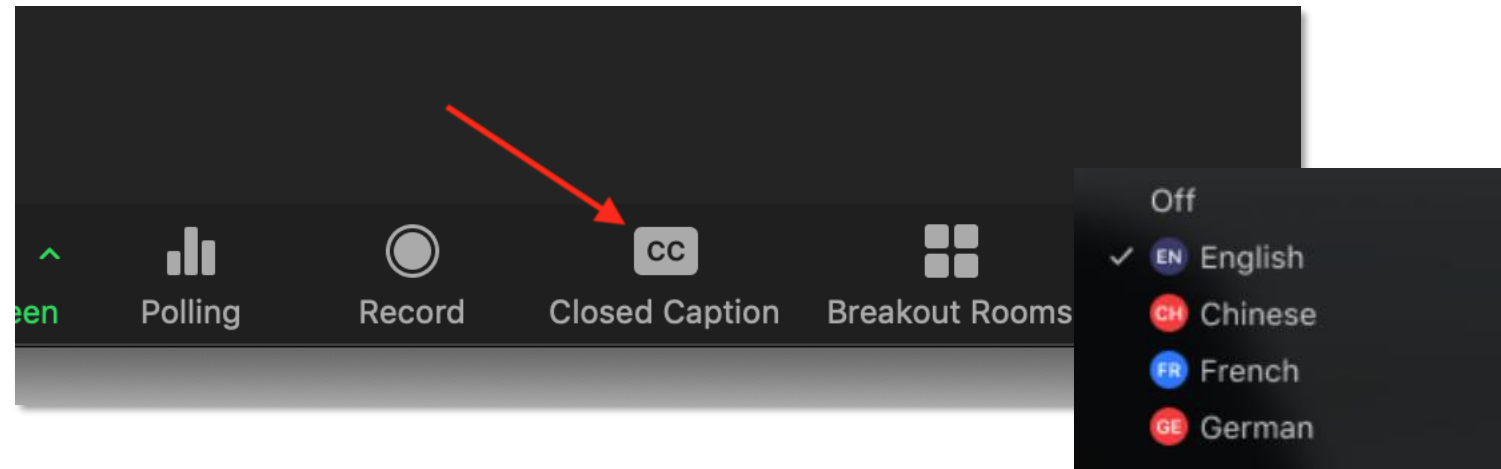 een
Polling
Record
CC
Closed Caption
Breakout Rooms
Off
EN English
CH Chinese
FR French
GE German